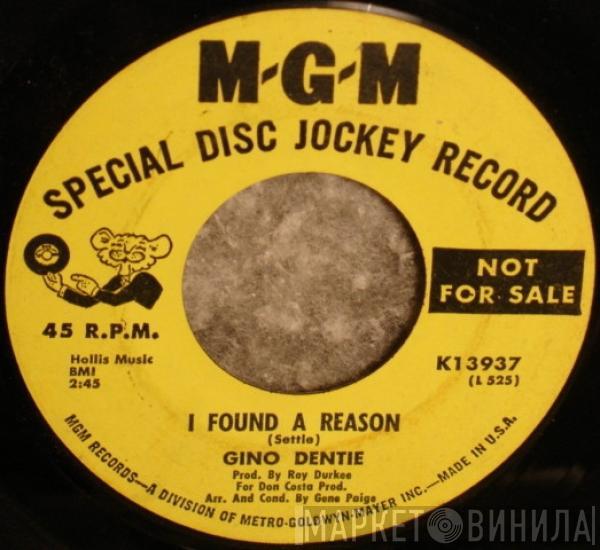 M-G-M
SPECIAL DISC JOCKEY RECORD
NOT
FOR SALE
45 R.P.M.
Hollis Music
BMI
2:45
K13937
(L 525)
I FOUND A REASON
(Settle)
GINO DENTIE
Prod. By Ray Durkee
For Don Costa Prod.
Arr. And Cond. By Gene Paige
MGM RECORDS—A DIVISION OF METRO-GOLDWYN-MAYER INC.—MADE IN U.S.A.
МАРКЕТ ВИНИЛА